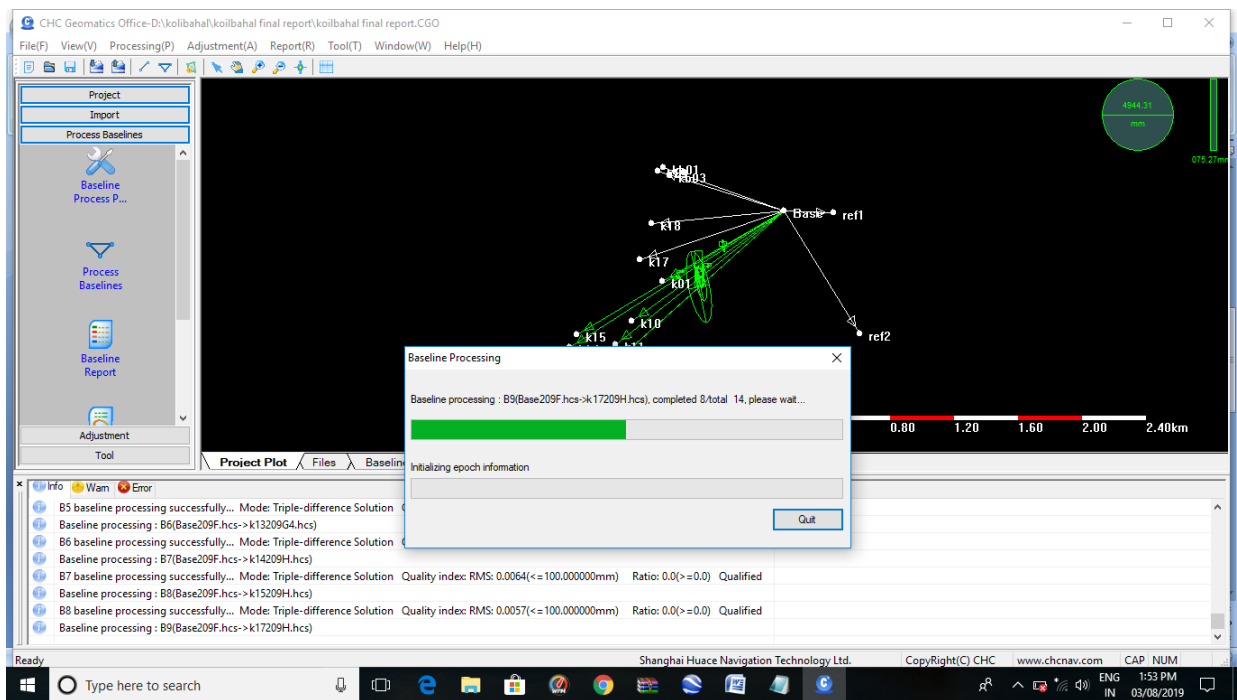 CHC Geomatics Office-D:\kolibahal\koilbahal final report\koilbahal final report.CGO
File(F) View(V) Processing(P) Adjustment(A) Report(R) Tool(T) Window(W) Help(H)
Project
Import
Process Baselines
Baseline
Process P...
Process
Baselines
Baseline
Report
Adjustment
Tool
4944.31
mm
075.27mm
kb01
kb03
Base
ref1
k18
k17
k01
k10
k15
ref2
0.80 1.20 1.60 2.00 2.40km
Baseline Processing
Baseline processing : B9(Base209F.hcs->k17209H.hcs), completed 8/total 14, please wait...
Initializing epoch information
Quit
Project Plot Files Baselin
Info Warn Error
B5 baseline processing successfully... Mode: Triple-difference Solution
Baseline processing : B6(Base209F.hcs->k13209G4.hcs)
B6 baseline processing successfully... Mode: Triple-difference Solution
Baseline processing : B7(Base209F.hcs->k14209H.hcs)
B7 baseline processing successfully... Mode: Triple-difference Solution Quality index: RMS: 0.0064(<=100.000000mm) Ratio: 0.0(>=0.0) Qualified
Baseline processing : B8(Base209F.hcs->k15209H.hcs)
B8 baseline processing successfully... Mode: Triple-difference Solution Quality index: RMS: 0.0057(<=100.000000mm) Ratio: 0.0(>=0.0) Qualified
Baseline processing : B9(Base209F.hcs->k17209H.hcs)
Ready Shanghai Huace Navigation Technology Ltd. CopyRight(C) CHC www.chcnav.com CAP NUM
Type here to search
ENG
IN
1:53 PM
03/08/2019